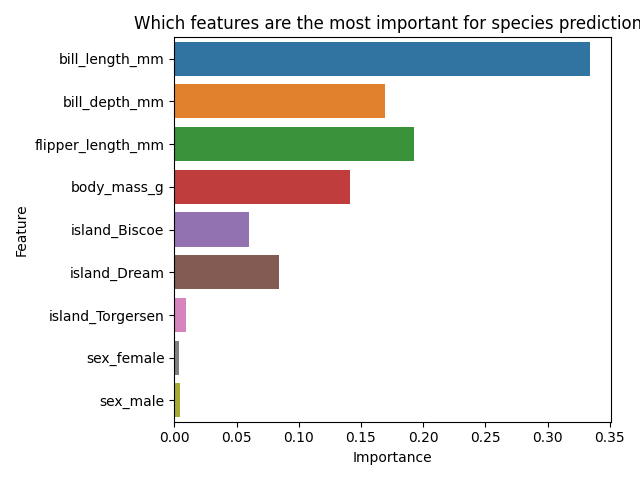 Which features are the most important for species prediction
bill_length_mm
bill_depth_mm
flipper_length_mm
body_mass_g
island_Biscoe
island_Dream
island_Torgersen
sex_female
sex_male
Feature
0.00 0.05 0.10 0.15 0.20 0.25 0.30 0.35
Importance